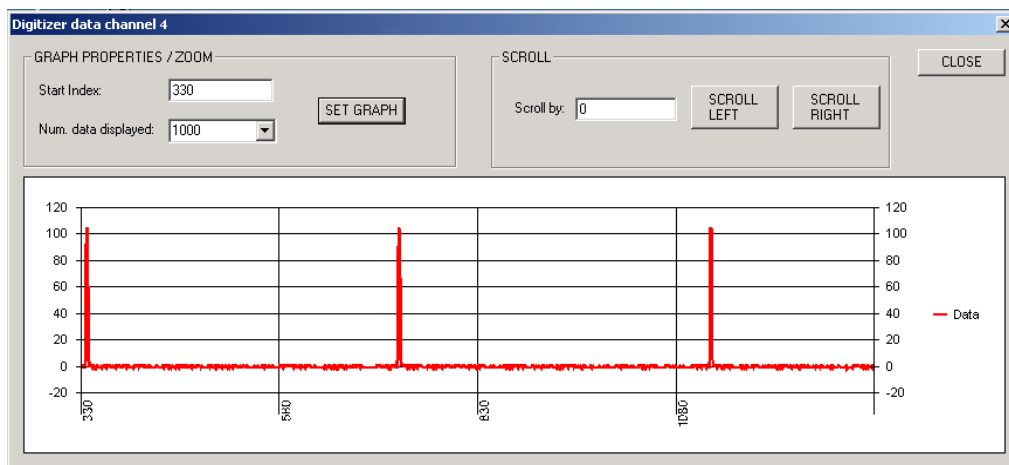 Digitizer data channel 4
GRAPH PROPERTIES / ZOOM
Start Index: 330
Num. data displayed: 1000
SET GRAPH
SCROLL
Scroll by: 0
SCROLL
LEFT
SCROLL
RIGHT
CLOSE
120
100
80
60
40
20
0
-20
330
580
830
1080
120
100
80
60
40
20
0
-20
Data